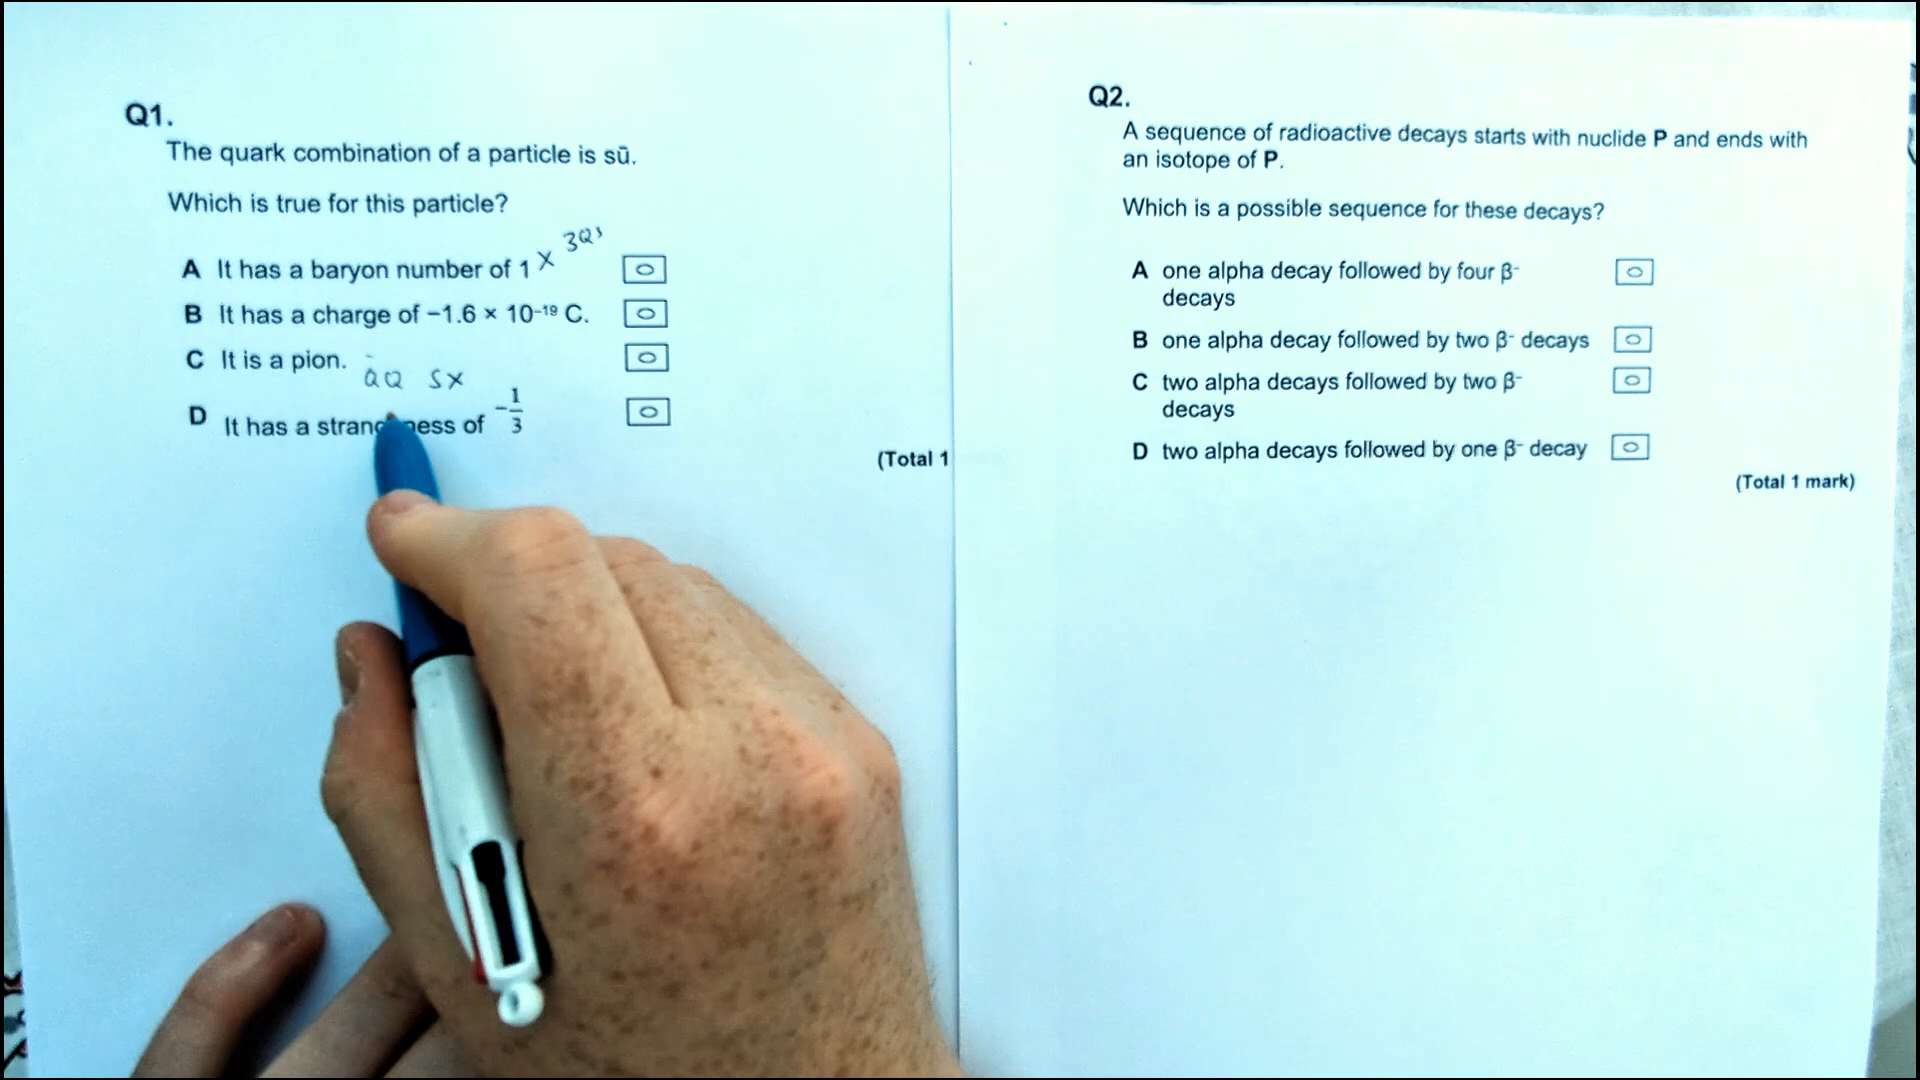 Q1.
The quark combination of a particle is sū.
Which is true for this particle?
3Qs
A It has a baryon number of 1 x
B It has a charge of −1.6 × 10⁻¹⁹ C.
C It is a pion.
Q̄Q SX
D It has a strangeness of −1/3
(Total 1
Q2.
A sequence of radioactive decays starts with nuclide P and ends with
an isotope of P.
Which is a possible sequence for these decays?
A one alpha decay followed by four β⁻
decays
B one alpha decay followed by two β⁻ decays
C two alpha decays followed by two β⁻
decays
D two alpha decays followed by one β⁻ decay
(Total 1 mark)